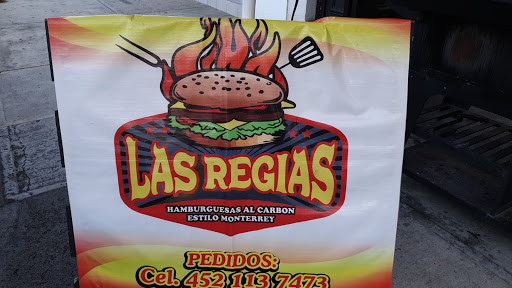 LAS REGIAS
HAMBURGUESAS AL CARBON
ESTILO MONTERREY
PEDIDOS:
Cel. 452 113 7473